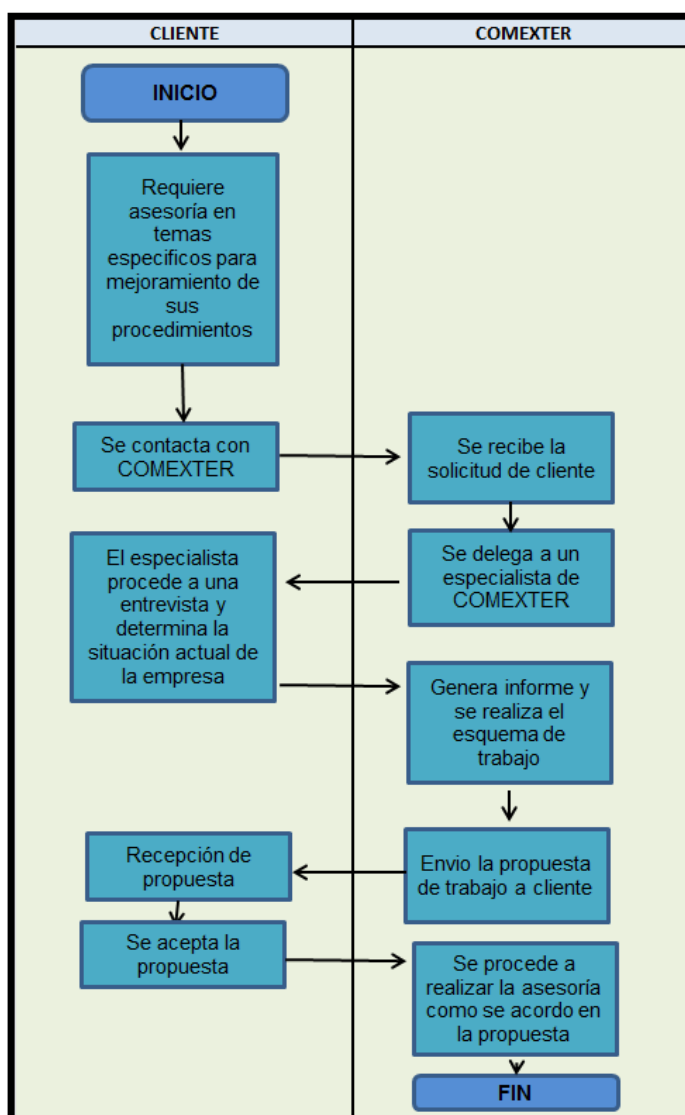 CLIENTE
COMEXTER
INICIO
Requiere
asesoría en
temas
especificos para
mejoramiento de
sus
procedimientos
Se contacta con
COMEXTER
Se recibe la
solicitud de cliente
Se delega a un
especialista de
COMEXTER
El especialista
procede a una
entrevista y
determina la
situación actual de
la empresa
Genera informe y
se realiza el
esquema de
trabajo
Envio la propuesta
de trabajo a cliente
Recepción de
propuesta
Se acepta la
propuesta
Se procede a
realizar la asesoría
como se acordo en
la propuesta
FIN